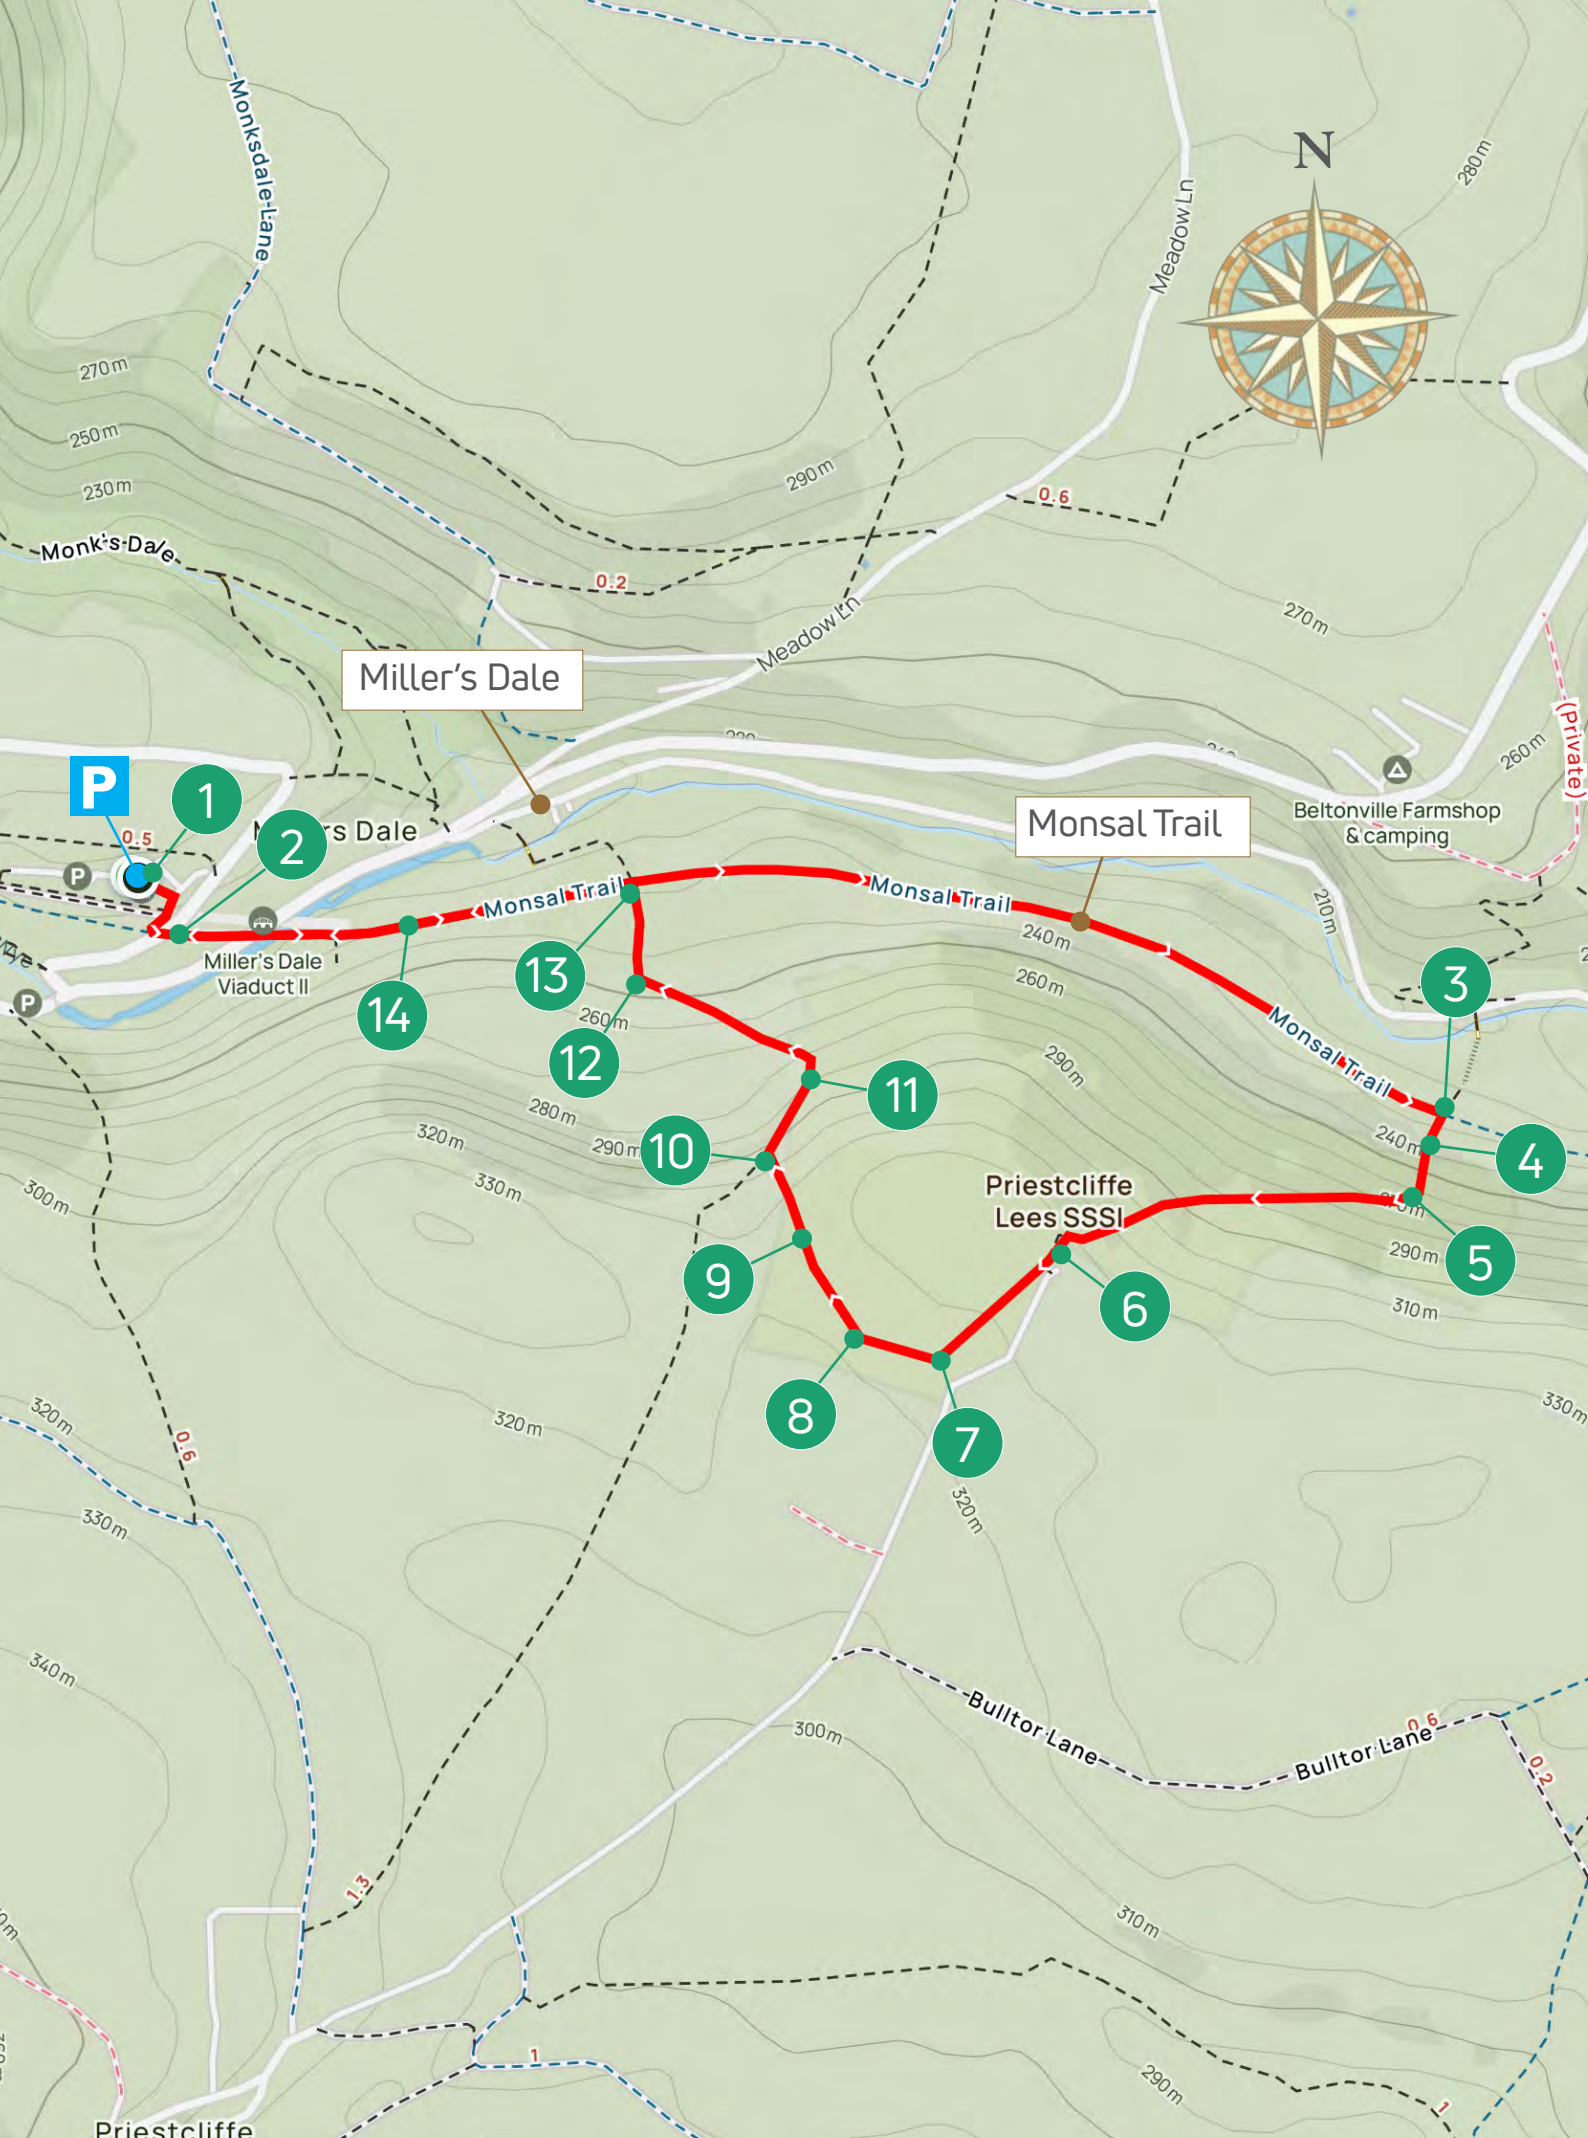 N
Monksdale Lane
280m
Meadow Ln
270m
250m
290m
230m
0.6
Monk's Dale
0.2
270m
Meadow Ln
Miller's Dale
(Private)
260m
P
1
Beltonville Farmshop
& camping
Monsal Trail
0.5
rs Dale
2
P
Monsal Trail
Monsal Trail
210m
240m
Miller's Dale
Viaduct II
13
260m
3
P
14
260m
Monsal Trail
12
290m
11
280m
320m
290m
10
240m
4
300m
330m
Priestcliffe
Lees SSSI
290m
5
9
6
310m
320m
320m
8
7
330m
0.6
330m
320m
340m
Bulltor Lane
300m
0.6
Bulltor Lane
0.2
1.3
310m
1
290m
1
Priestcliffe